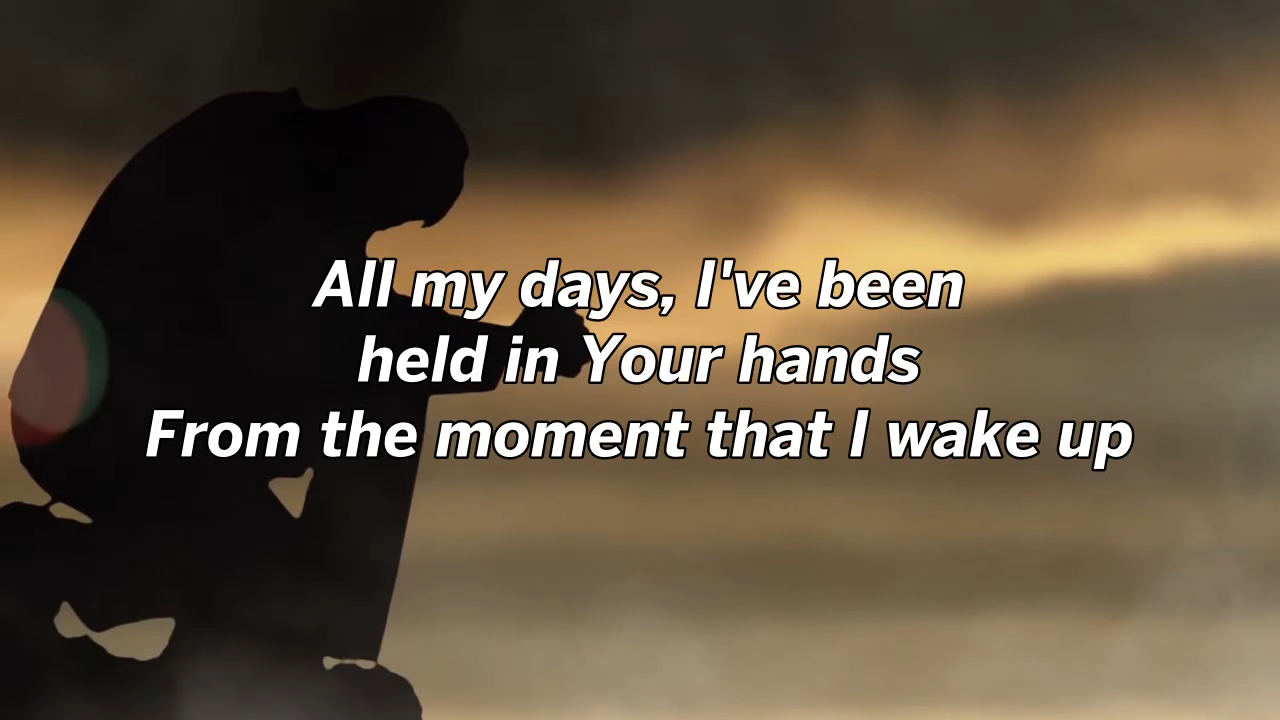 All my days, I've been
held in Your hands
From the moment that I wake up